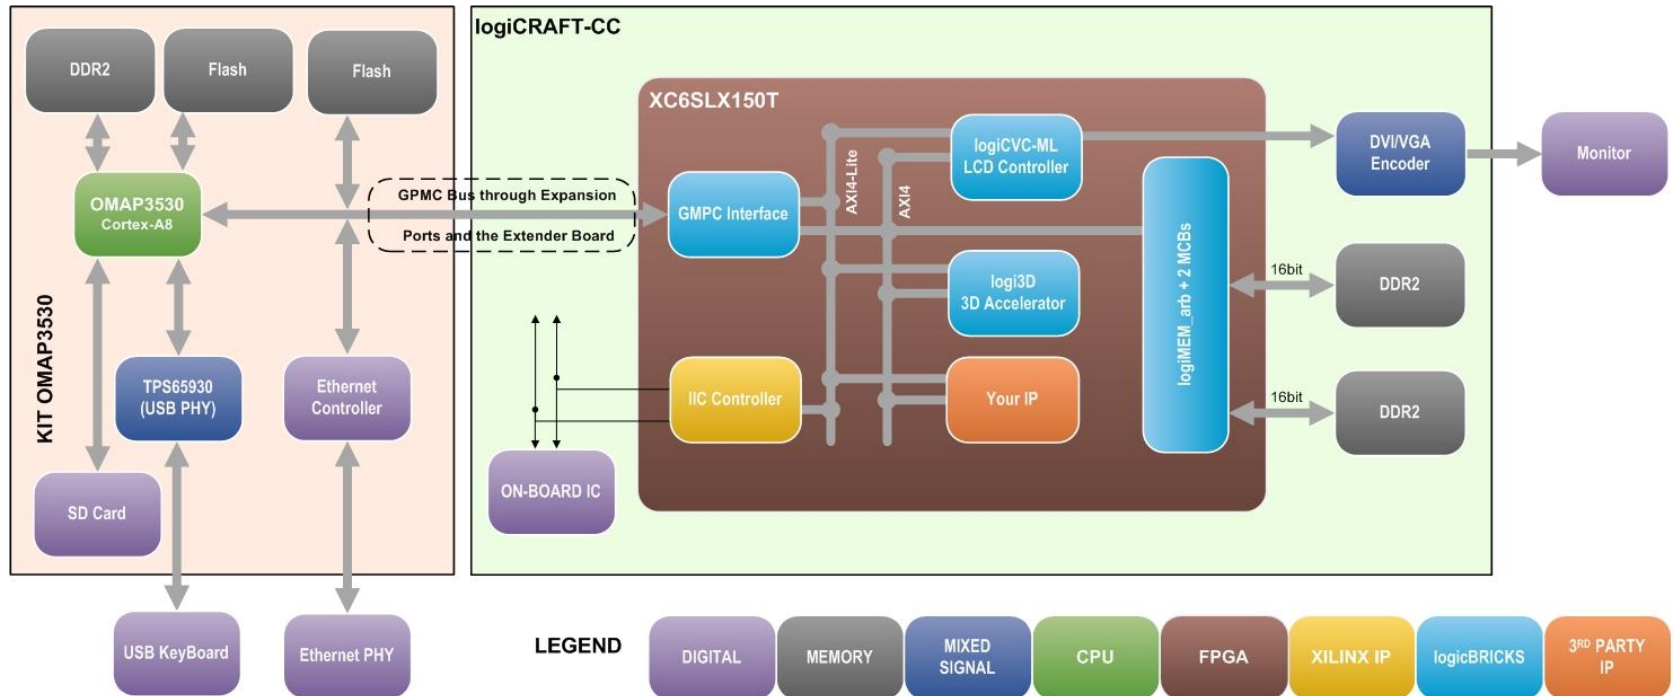 logiCRAFT-CC
DDR2
Flash
Flash
XC6SLX150T
logiCVC-ML
LCD Controller
DVI/VGA
Encoder
Monitor
AXI4-Lite
AXI4
OMAP3530
Cortex-A8
GPMC Bus through Expansion
Ports and the Extender Board
GMPC Interface
logi3D
3D Accelerator
logiMEM_arb + 2 MCBs
16bit
DDR2
KIT OMAP3530
TPS65930
(USB PHY)
Ethernet
Controller
IIC Controller
Your IP
16bit
DDR2
SD Card
ON-BOARD IC
USB KeyBoard
Ethernet PHY
LEGEND
DIGITAL
MEMORY
MIXED
SIGNAL
CPU
FPGA
XILINX IP
logicBRICKS
3RD PARTY
IP